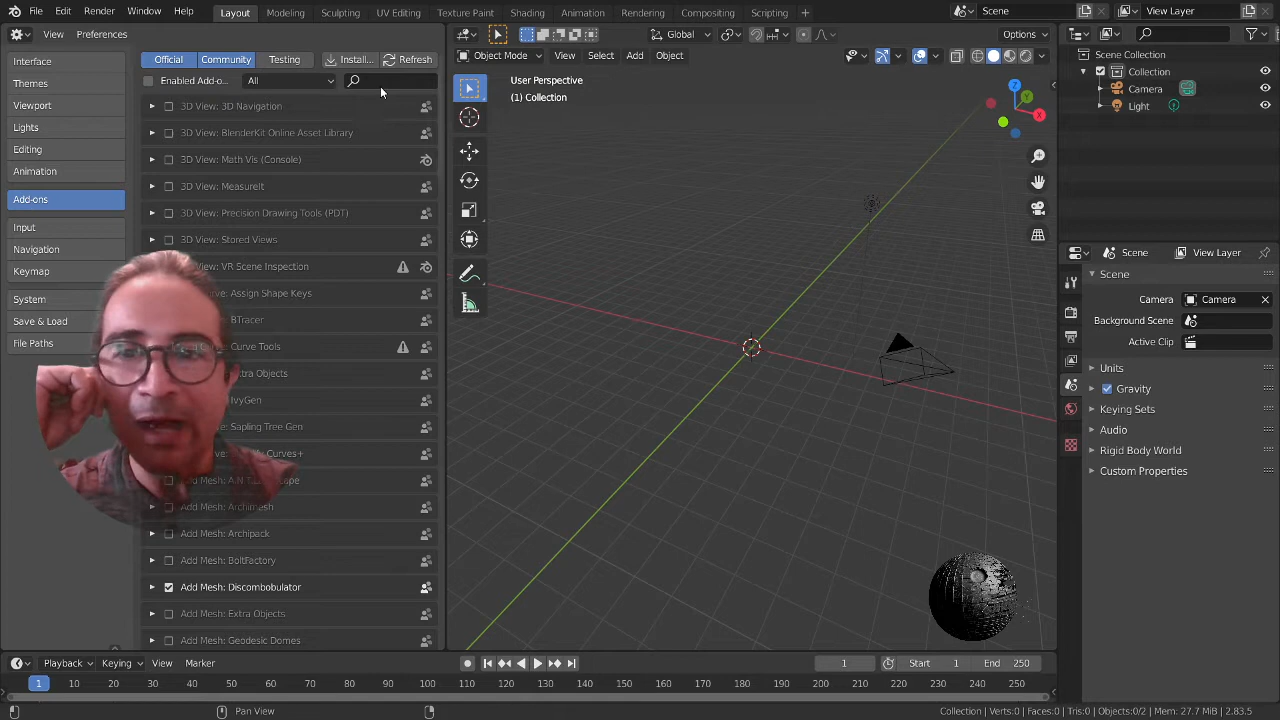 File Edit Render Window Help Layout Modeling Sculpting UV Editing Texture Paint Shading Animation Rendering Compositing Scripting Scene View Layer
View Preferences Global Options
Official Community Testing Install... Refresh Object Mode View Select Add Object Scene Collection
Enabled Add-o... All User Perspective Collection
(1) Collection Camera
3D View: 3D Navigation Light
3D View: BlenderKit Online Asset Library
3D View: Math Vis (Console)
3D View: MeasureIt
3D View: Precision Drawing Tools (PDT)
3D View: Stored Views
View: VR Scene Inspection
Assign Shape Keys
BTracer
Curve Tools
Objects
IvyGen
Sapling Tree Gen
Curves+
Add Mesh: A.N.T.
Add Mesh: Archimesh
Add Mesh: Archipack
Add Mesh: BoltFactory
Add Mesh: Discombobulator
Add Mesh: Extra Objects
Add Mesh: Geodesic Domes
Interface
Themes
Viewport
Lights
Editing
Animation
Add-ons
Input
Navigation
Keymap
System
Save & Load
File Paths
Z
Y
X
Scene View Layer
Scene
Camera Camera
Background Scene
Active Clip
Units
Gravity
Keying Sets
Audio
Rigid Body World
Custom Properties
Playback Keying View Marker 1 Start 1 End 250
1 10 20 30 40 50 60 70 80 90 100 110 120 130 140 150 160 170 180 190 200 210 220 230 240 250
Pan View Collection | Verts:0 | Faces:0 | Tris:0 | Objects:0/2 | Mem: 27.7 MiB | 2.83.5